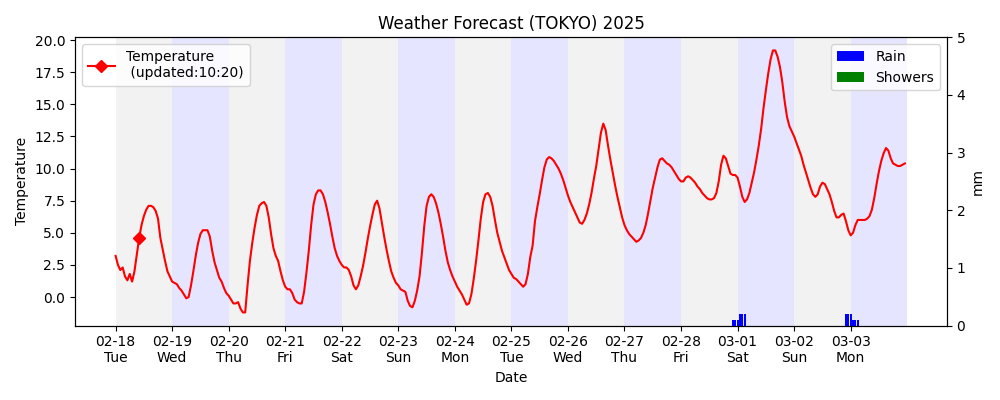 Weather Forecast (TOKYO) 2025
Temperature
(updated:10:20)
Rain
Showers
20.0
17.5
15.0
12.5
10.0
7.5
5.0
2.5
0.0
Temperature
5
4
3
2
1
0
mm
02-18 02-19 02-20 02-21 02-22 02-23 02-24 02-25 02-26 02-27 02-28 03-01 03-02 03-03
Tue Wed Thu Fri Sat Sun Mon Tue Wed Thu Fri Sat Sun Mon
Date